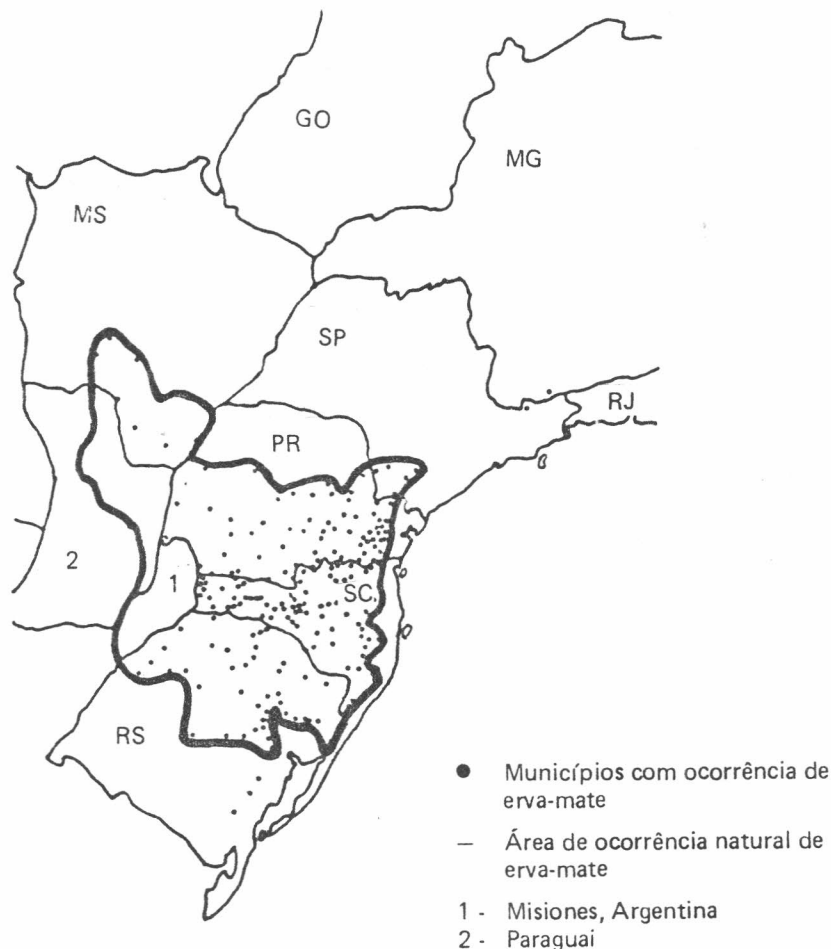 GO
MG
MS
SP
RJ
PR
2
1
SC
RS
● Municípios com ocorrência de
erva-mate
— Área de ocorrência natural de
erva-mate
1 - Misiones, Argentina
2 - Paraguai